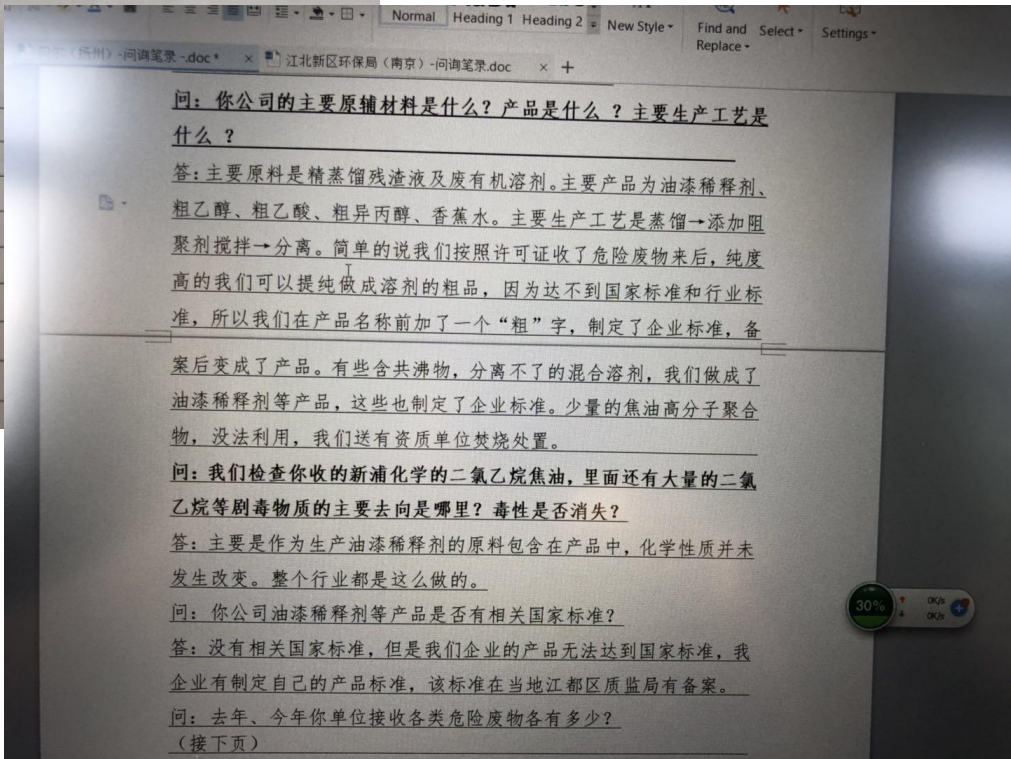 Normal
Heading 1
Heading 2
New Style
Find and Replace
Select
Settings
（扬州）-问询笔录 -.doc *
×
江北新区环保局（南京）-问询笔录.doc
× +
问：你公司的主要原辅材料是什么？产品是什么 ？主要生产工艺是
什么 ？
答：主要原料是精蒸馏残渣液及废有机溶剂。主要产品为油漆稀释剂、
粗乙醇、粗乙酸、粗异丙醇、香蕉水。主要生产工艺是蒸馏→添加阻
聚剂搅拌→分离。简单的说我们按照许可证收了危险废物来后，纯度
高的我们可以提纯做成溶剂的粗品，因为达不到国家标准和行业标
准，所以我们在产品名称前加了一个“粗”字，制定了企业标准，备
案后变成了产品。有些含共沸物，分离不了的混合溶剂，我们做成了
油漆稀释剂等产品，这些也制定了企业标准。少量的焦油高分子聚合
物，没法利用，我们送有资质单位焚烧处置。
问：我们检查你收的新浦化学的二氯乙烷焦油，里面还有大量的二氯
乙烷等剧毒物质的主要去向是哪里？毒性是否消失？
答：主要是作为生产油漆稀释剂的原料包含在产品中，化学性质并未
发生改变。整个行业都是这么做的。
问：你公司油漆稀释剂等产品是否有相关国家标准？
答：没有相关国家标准，但是我们企业的产品无法达到国家标准，我
企业有制定自己的产品标准，该标准在当地江都区质监局有备案。
问：去年、今年你单位接收各类危险废物各有多少？
（接下页）
30%
0K/s
0K/s